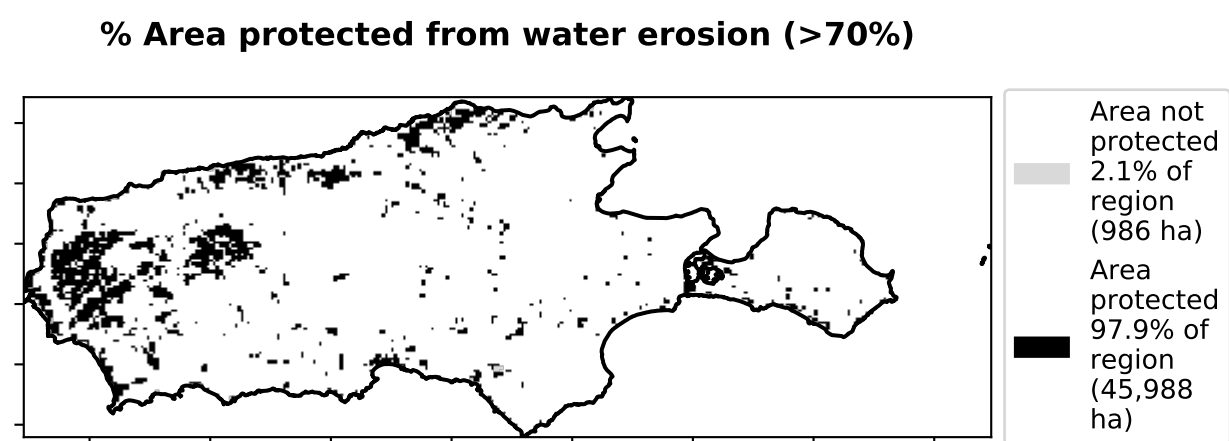 % Area protected from water erosion (>70%)
Area not
protected
2.1% of
region
(986 ha)
Area
protected
97.9% of
region
(45,988
ha)